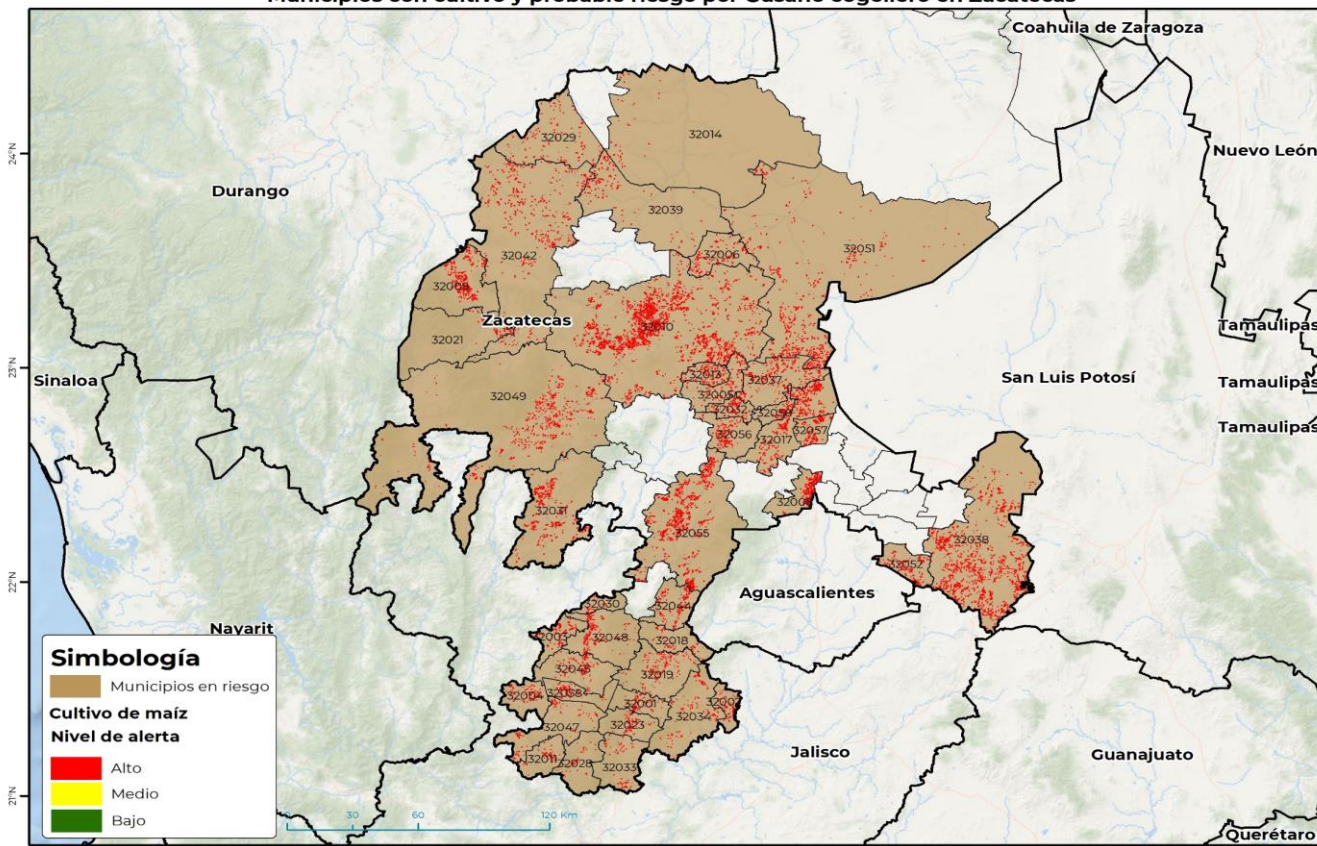 Municipios con cultivo y probable riesgo por Gusano cogollero en Zacatecas
Coahuila de Zaragoza
24°N
Durango
Nuevo León
32029
32014
32039
32042
32006
32051
32009
Zacatecas
32010
32021
Tamaulipas
23°N
Sinaloa
San Luis Potosí
Tamaulipas
32037
32049
32032
32056
32017
32057
Tamaulipas
32031
32055
32038
32052
22°N
Aguascalientes
32030
32044
Nayarit
32003
32048
32018
32019
32004
32001
32034
32047
32023
32011
32028
32033
Jalisco
Guanajuato
21°N
Querétaro
Simbología
Municipios en riesgo
Cultivo de maíz
Nivel de alerta
Alto
Medio
Bajo
30
60
120 Km